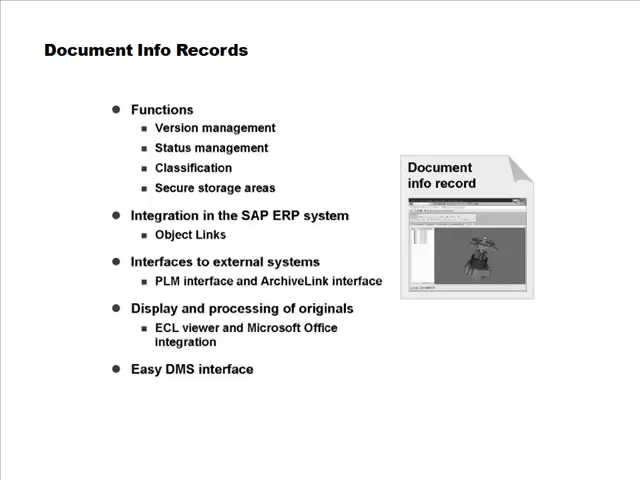 Document Info Records
Functions
Version management
Status management
Classification
Secure storage areas
Integration in the SAP ERP system
Object Links
Interfaces to external systems
PLM interface and ArchiveLink interface
Display and processing of originals
ECL viewer and Microsoft Office
integration
Easy DMS interface
Document
info record